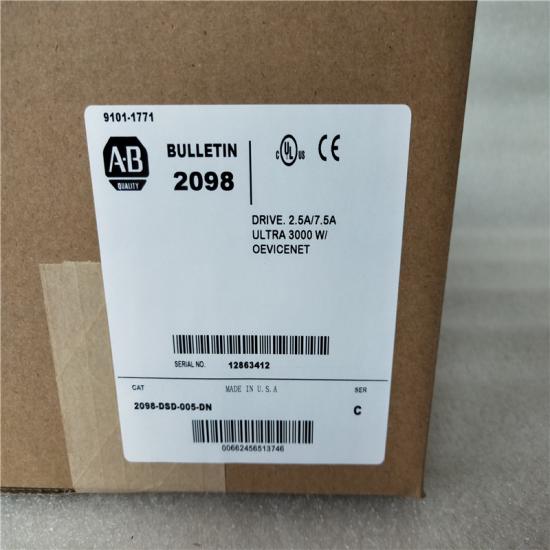 9101-1771
A-B
QUALITY
BULLETIN
2098
C UL US CE
DRIVE. 2.5A/7.5A
ULTRA 3000 W/
OEVICENET
SERIAL NO. 12863412
CAT MADE IN U.S.A SER
2098-DSD-005-DN C
00662456513746